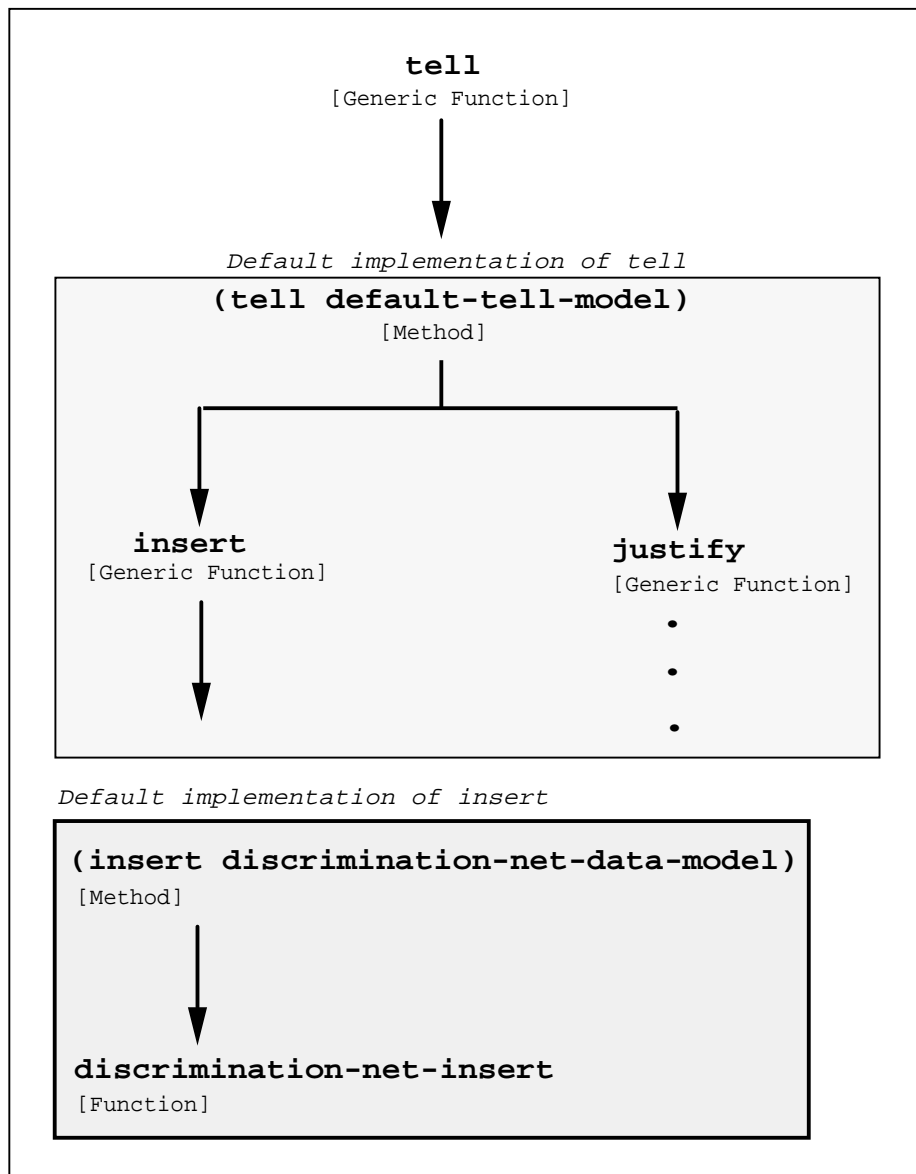 tell
[Generic Function]
Default implementation of tell
(tell default-tell-model)
[Method]
insert
[Generic Function]
justify
[Generic Function]
Default implementation of insert
(insert discrimination-net-data-model)
[Method]
discrimination-net-insert
[Function]